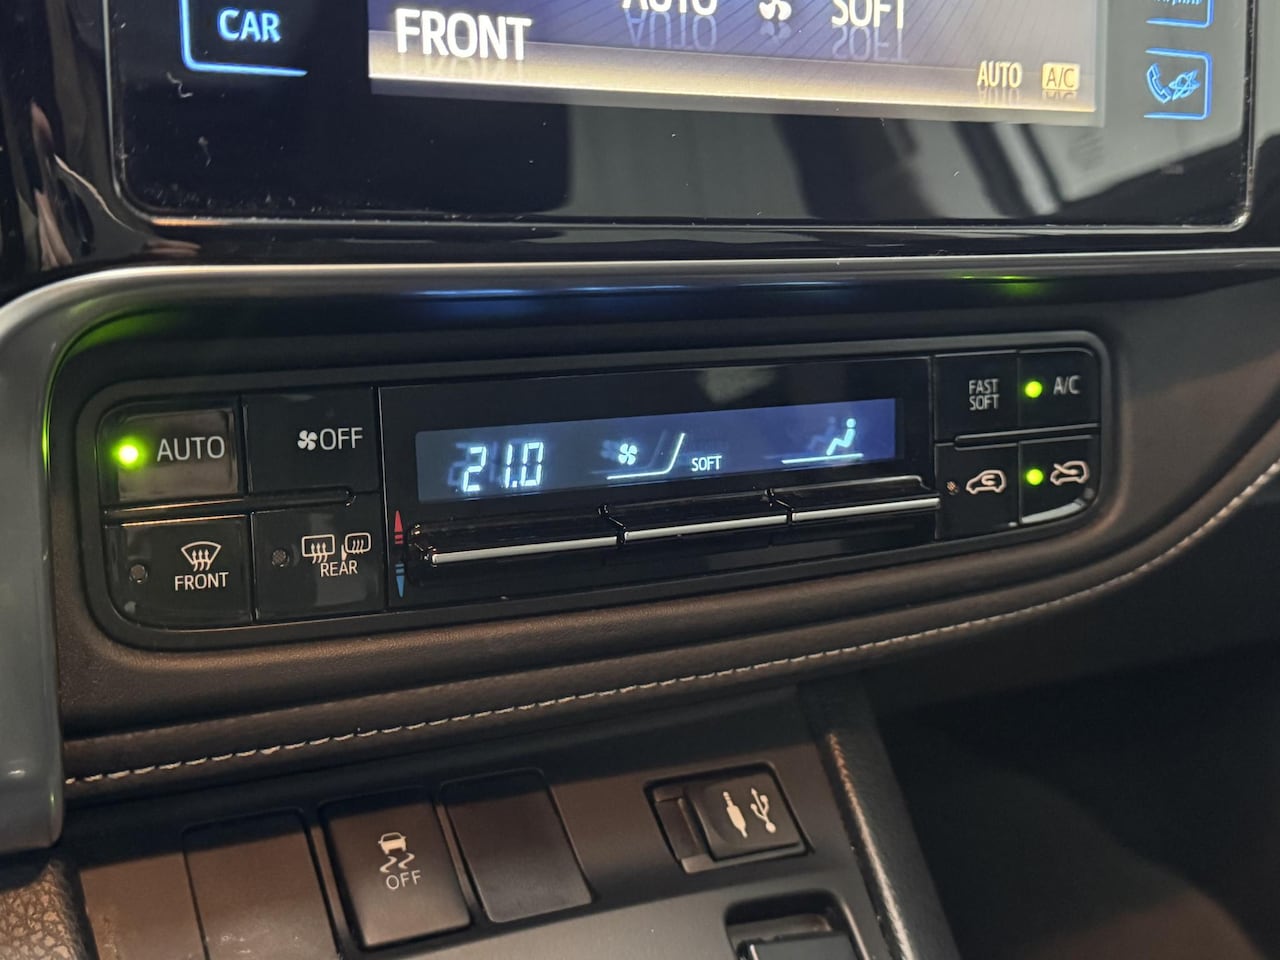 CAR
AUTO SOFT
FRONT
AUTO A/C
AUTO
OFF
21.0
SOFT
FAST
SOFT
A/C
FRONT
REAR
OFF